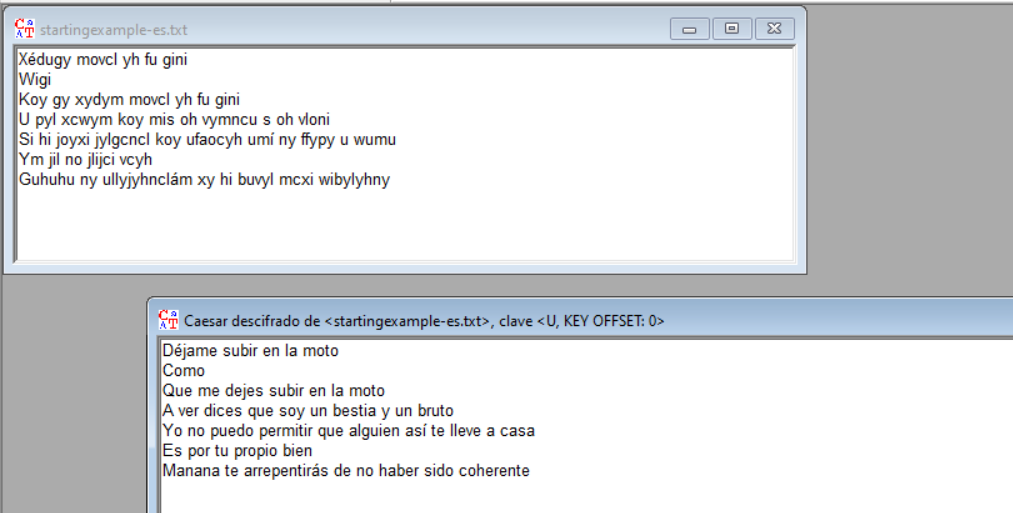 startingexample-es.txt
Xédugy movcl yh fu gini
Wigi
Koy gy xydym movcl yh fu gini
U pyl xcwym koy mis oh vymncu s oh vloni
Si hi joyxi jylgcncl koy ufaocyh umí ny ffypy u wumu
Ym jil no jlijci vcyh
Guhuhu ny ullyjyhnclám xy hi buvyl mcxi wibylyhny
Caesar descifrado de <startingexample-es.txt>, clave <U, KEY OFFSET: 0>
Déjame subir en la moto
Como
Que me dejes subir en la moto
A ver dices que soy un bestia y un bruto
Yo no puedo permitir que alguien así te lleve a casa
Es por tu propio bien
Manana te arrepentirás de no haber sido coherente